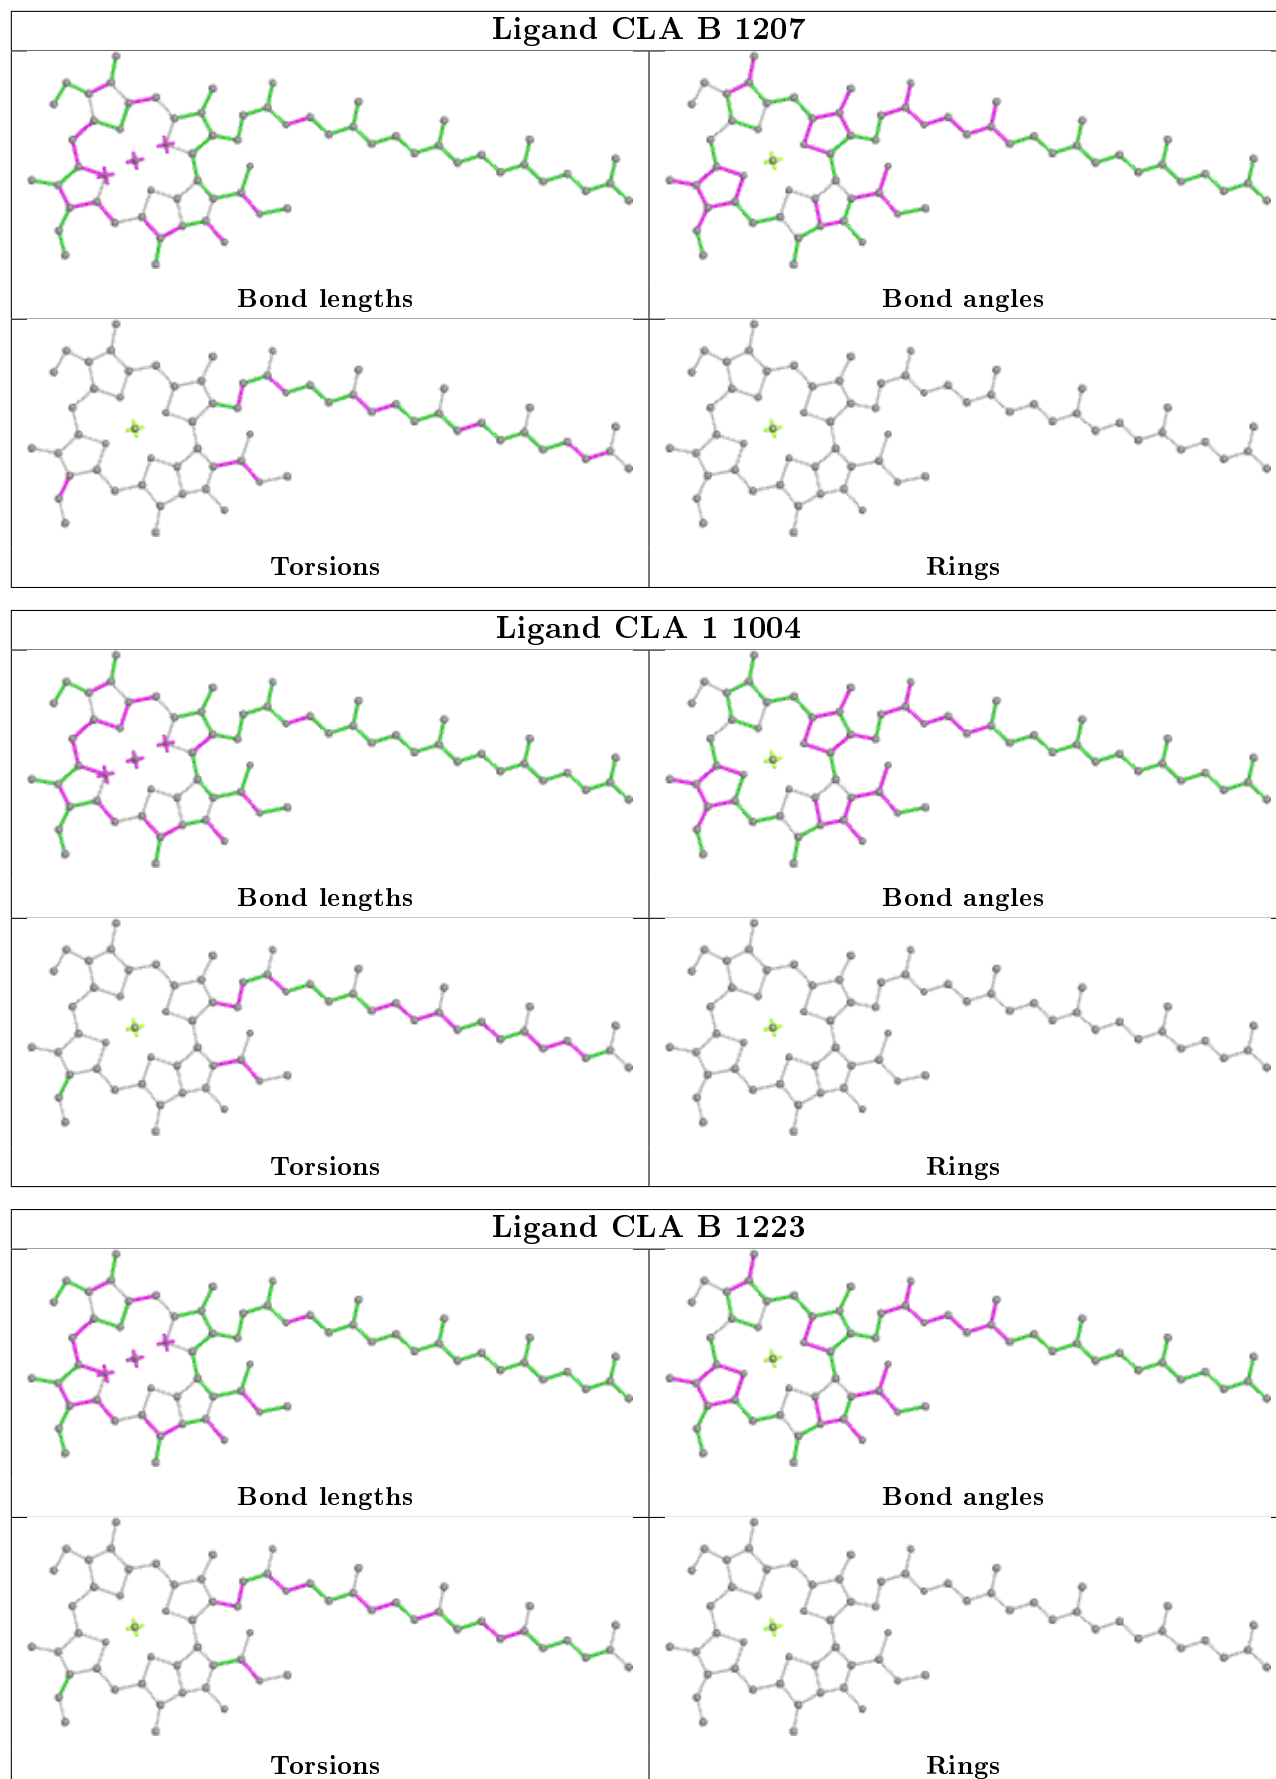 Ligand CLA B 1207
Bond lengths
Bond angles
Torsions
Rings
Ligand CLA 1 1004
Bond lengths
Bond angles
Torsions
Rings
Ligand CLA B 1223
Bond lengths
Bond angles
Torsions
Rings